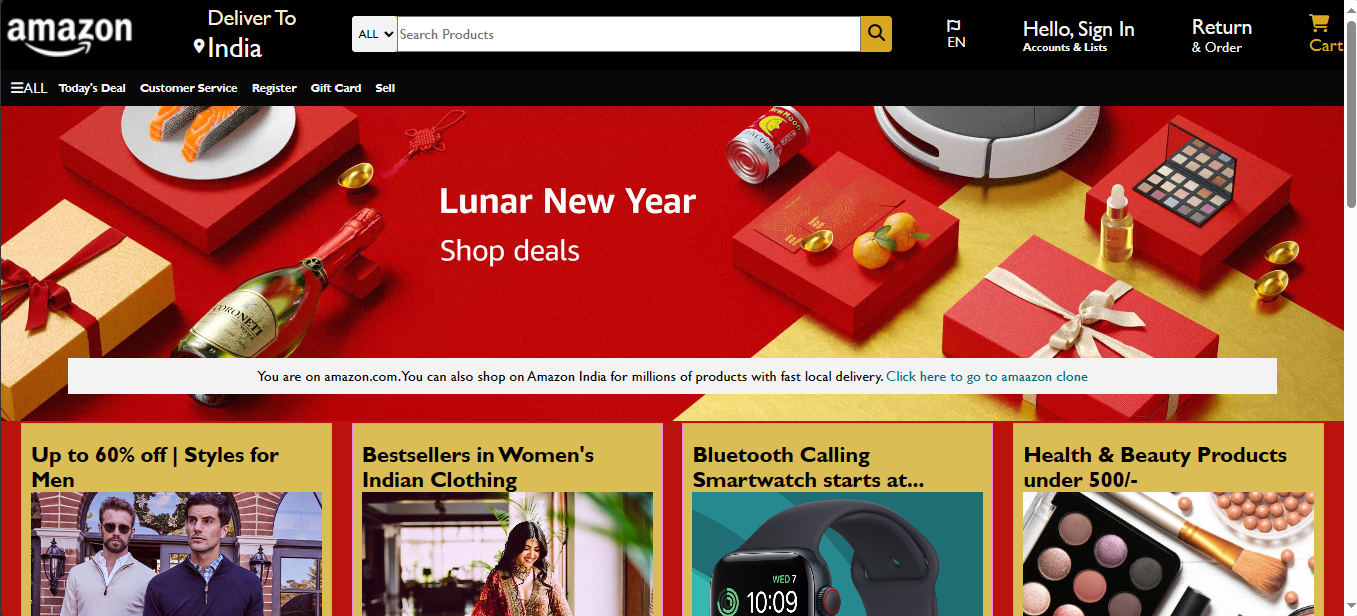 amazon
Deliver To
India
ALL
Search Products
EN
Hello, Sign In
Accounts & Lists
Return
& Order
Cart
ALL Today's Deal Customer Service Register Gift Card Sell
NEW MOON
Lunar New Year
Shop deals
CORONETI
You are on amazon.com.You can also shop on Amazon India for millions of products with fast local delivery. Click here to go to amaazon clone
Up to 60% off | Styles for
Men
Bestsellers in Women's
Indian Clothing
Bluetooth Calling
Smartwatch starts at...
Health & Beauty Products
under 500/-
WED 7
10:09